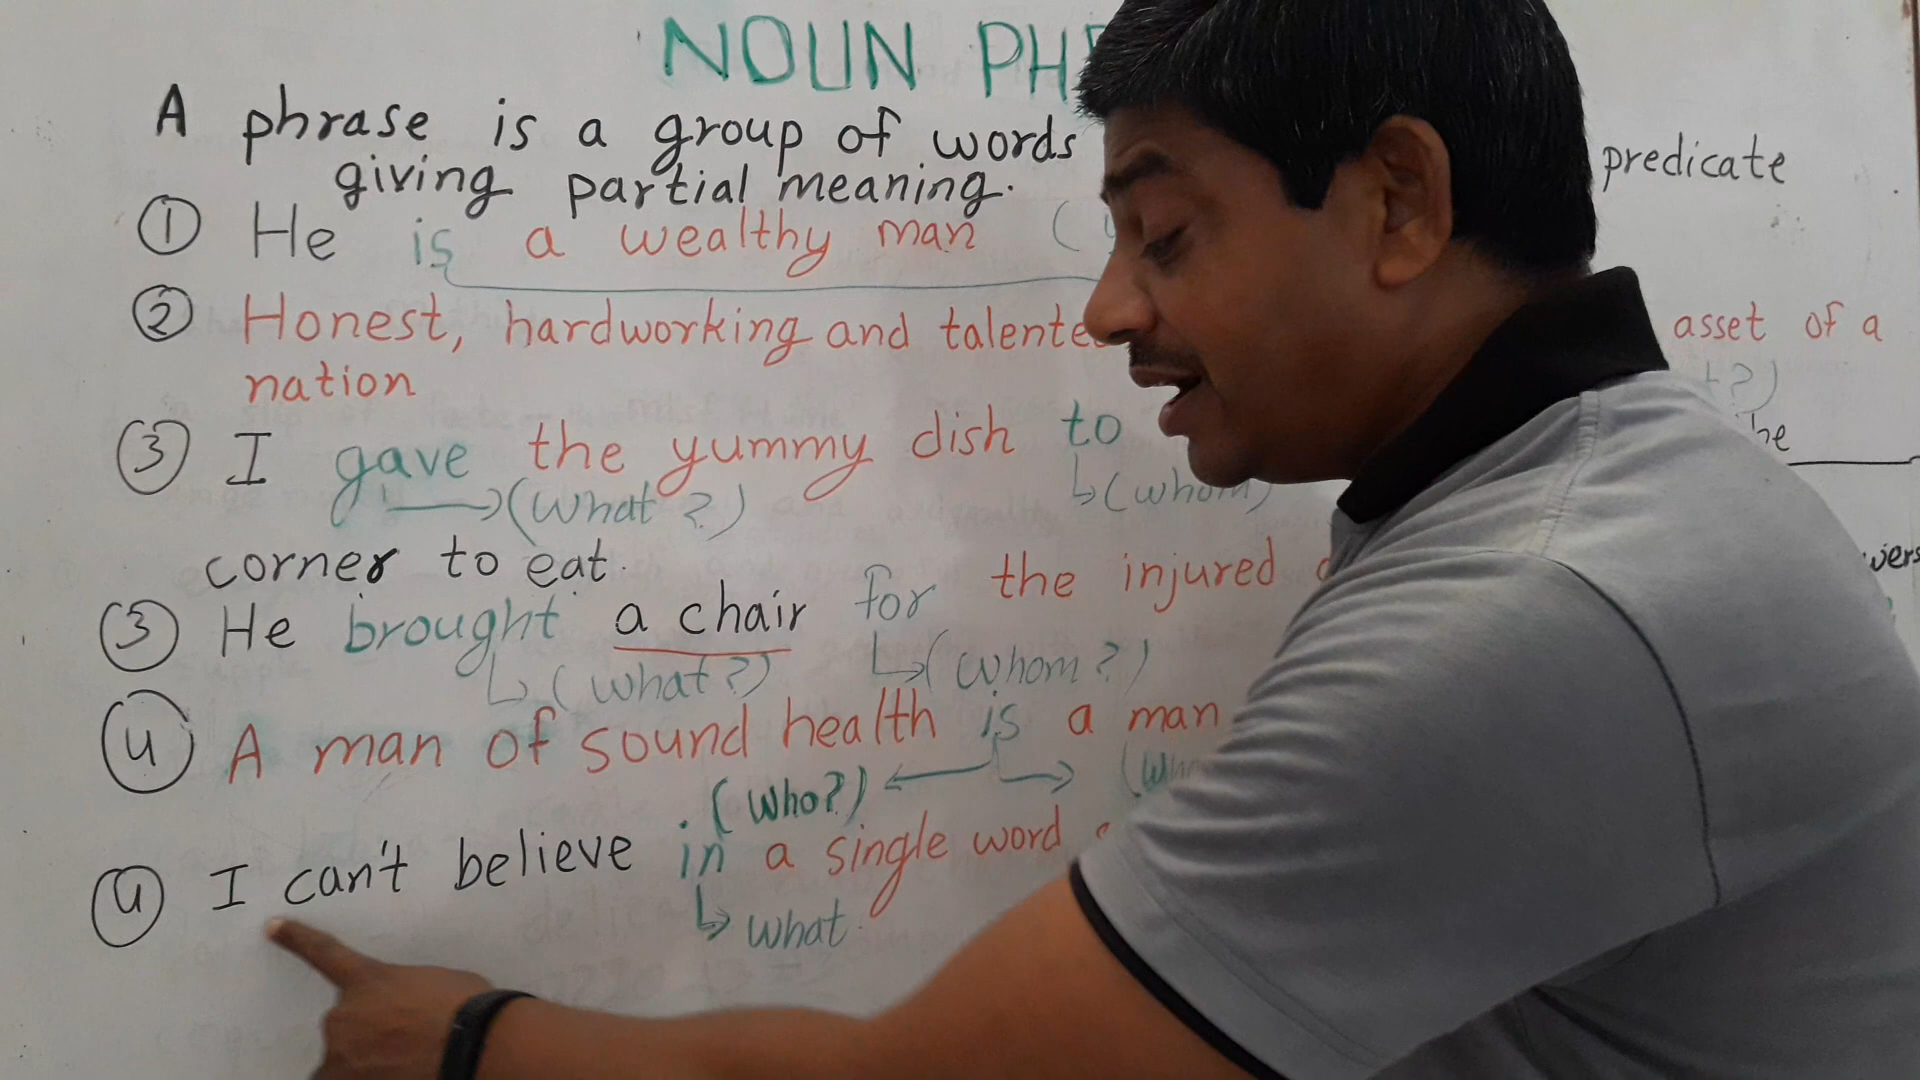 NOUN
A phrase is a group of words predicate
giving partial meaning.
① He is a wealthy man (
② Honest, hardworking and asset of a
nation
③ I gave the yummy dish to he
→(What ?) ↳(whom)
corner to eat.
③ He brought a chair for the injured
↳(what?) ↳(whom?)
④ A man of sound health is a man
(who?)
④ I can't believe in a single word
↳ what.